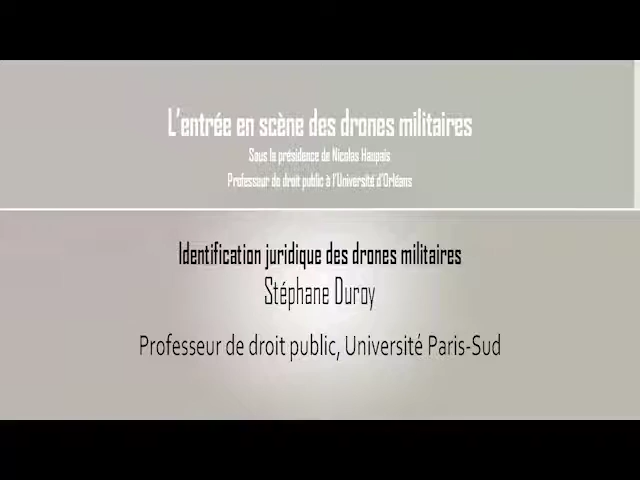 L'entrée en scène des drones militaires
Sous la présidence de Nicolas Haupais
Professeur de droit public à l'Université d'Orléans
Identification juridique des drones militaires
Stéphane Duroy
Professeur de droit public, Université Paris-Sud